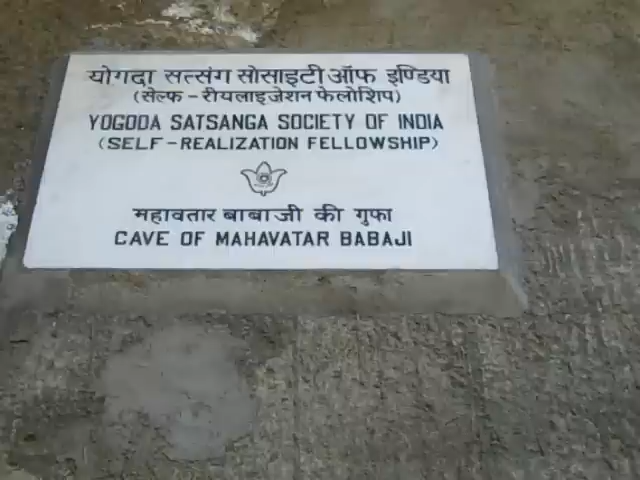 योगदा सत्संग सोसाइटी ऑफ इण्डिया
(सेल्फ-रीयलाइजेशन फेलोशिप)
YOGODA SATSANGA SOCIETY OF INDIA
(SELF-REALIZATION FELLOWSHIP)
महावतार बाबाजी की गुफा
CAVE OF MAHAVATAR BABAJI